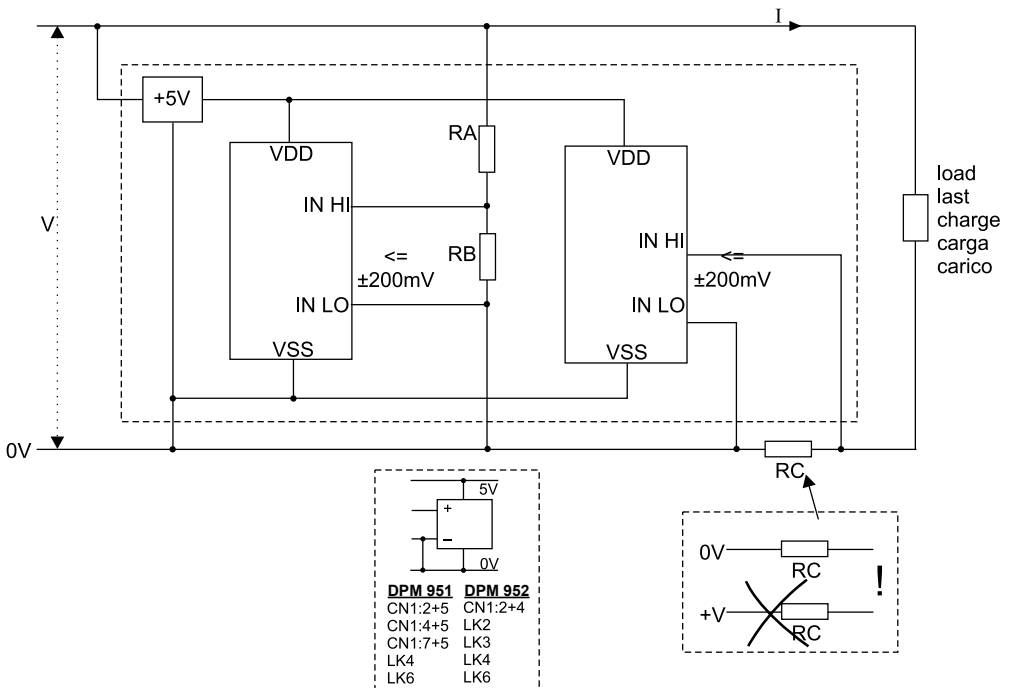 I
+5V
VDD
RA
VDD
load
last
charge
carga
carico
IN HI
V
IN HI
<=
RB
<=
±200mV
±200mV
IN LO
IN LO
VSS
VSS
0V
RC
5V
+
–
0V
DPM 951 DPM 952
CN1:2+5 CN1:2+4
CN1:4+5 LK2
CN1:7+5 LK3
LK4 LK4
LK6 LK6
0V
RC
!
+V
RC